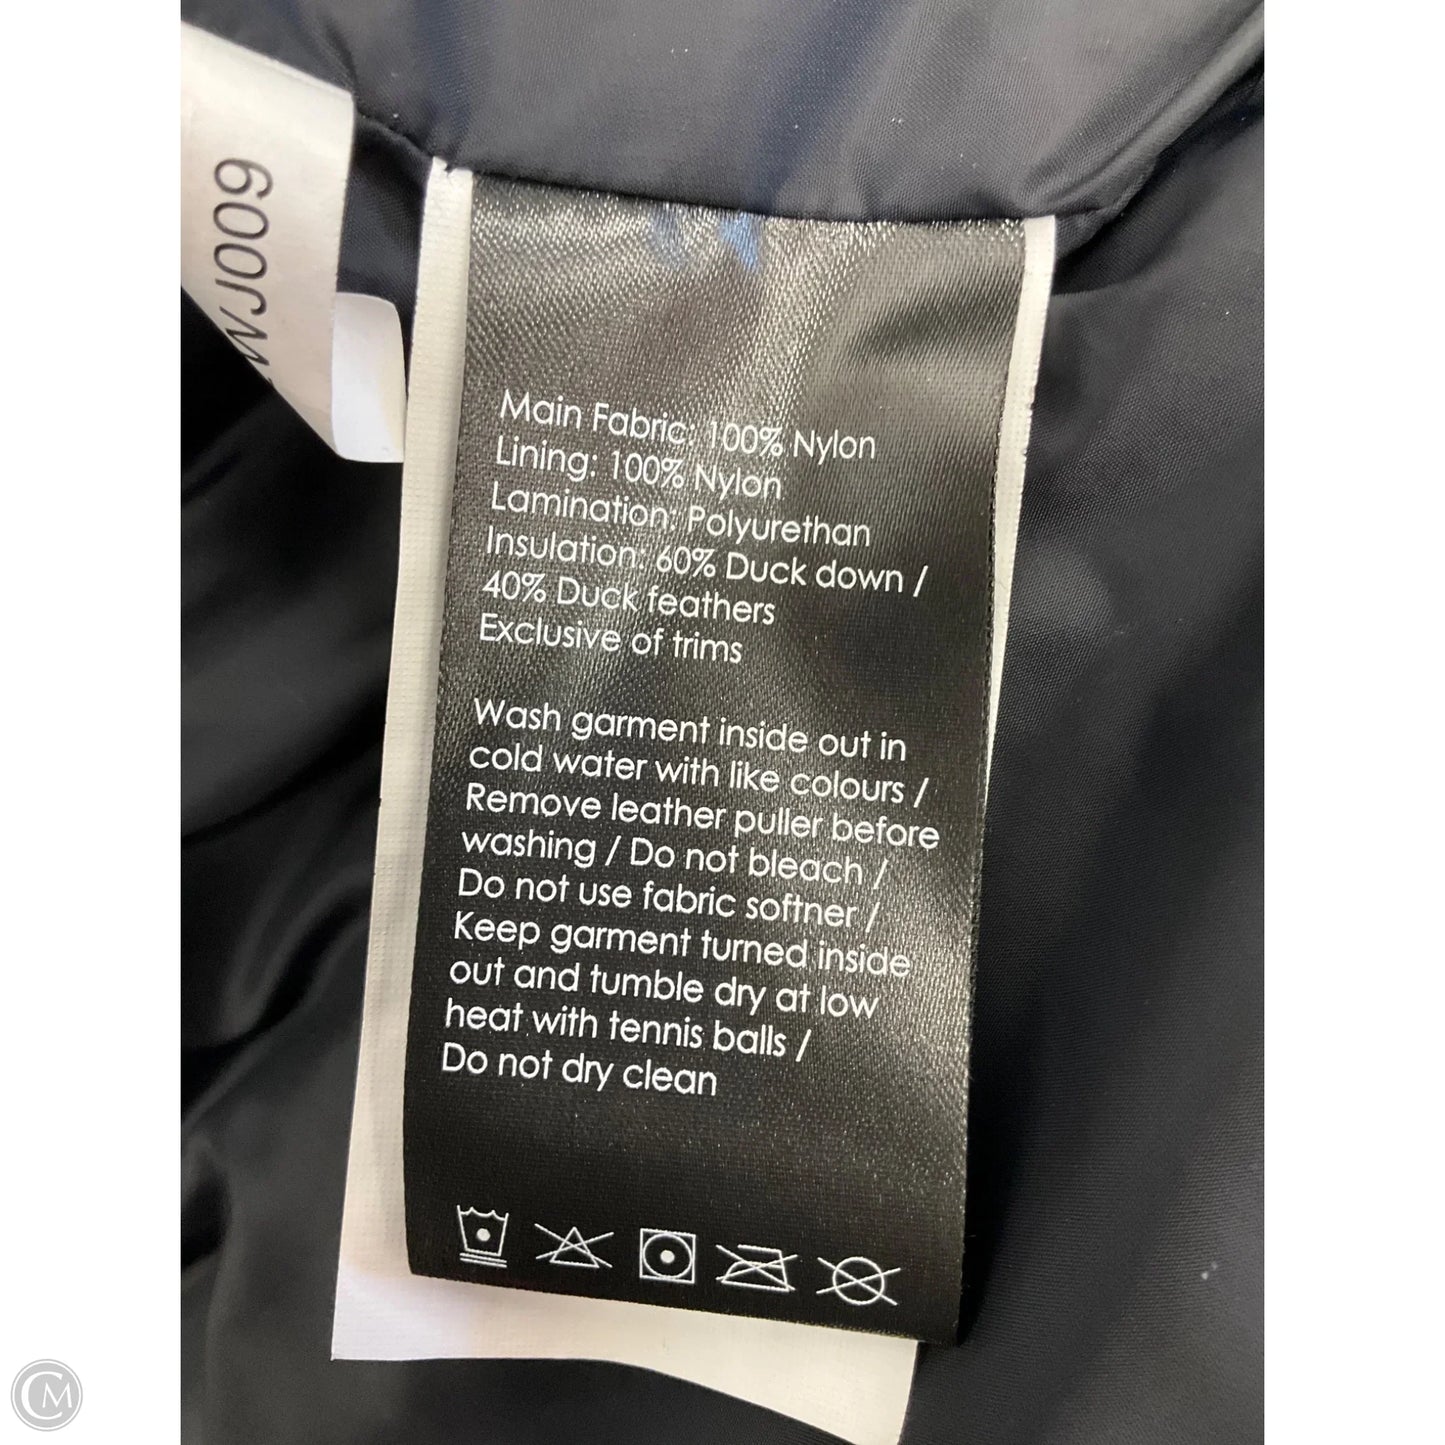 WJ009
Main Fabric: 100% Nylon
Lining: 100% Nylon
Lamination: Polyurethan
Insulation: 60% Duck down /
40% Duck feathers
Exclusive of trims
Wash garment inside out in
cold water with like colours /
Remove leather puller before
washing / Do not bleach /
Do not use fabric softner /
Keep garment turned inside
out and tumble dry at low
heat with tennis balls /
Do not dry clean
CM